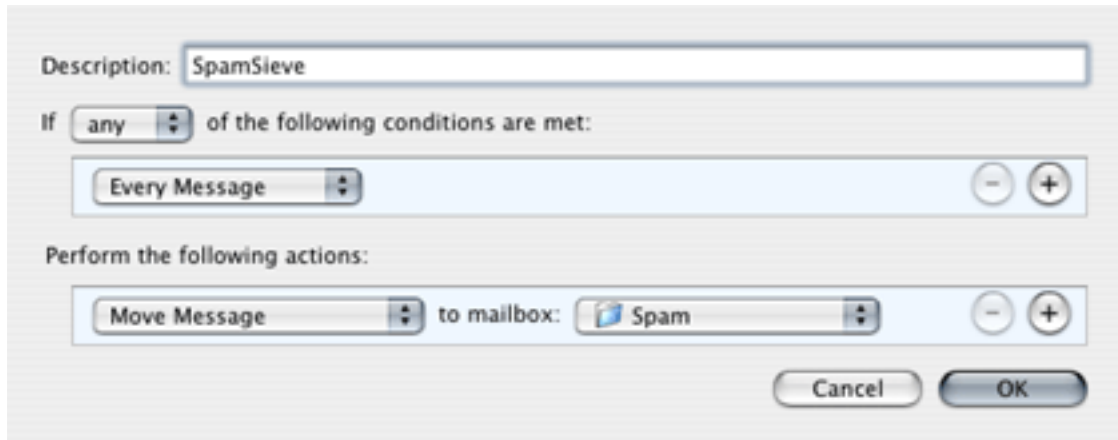 Description: SpamSieve
If any of the following conditions are met:
Every Message
Perform the following actions:
Move Message to mailbox: Spam
Cancel OK